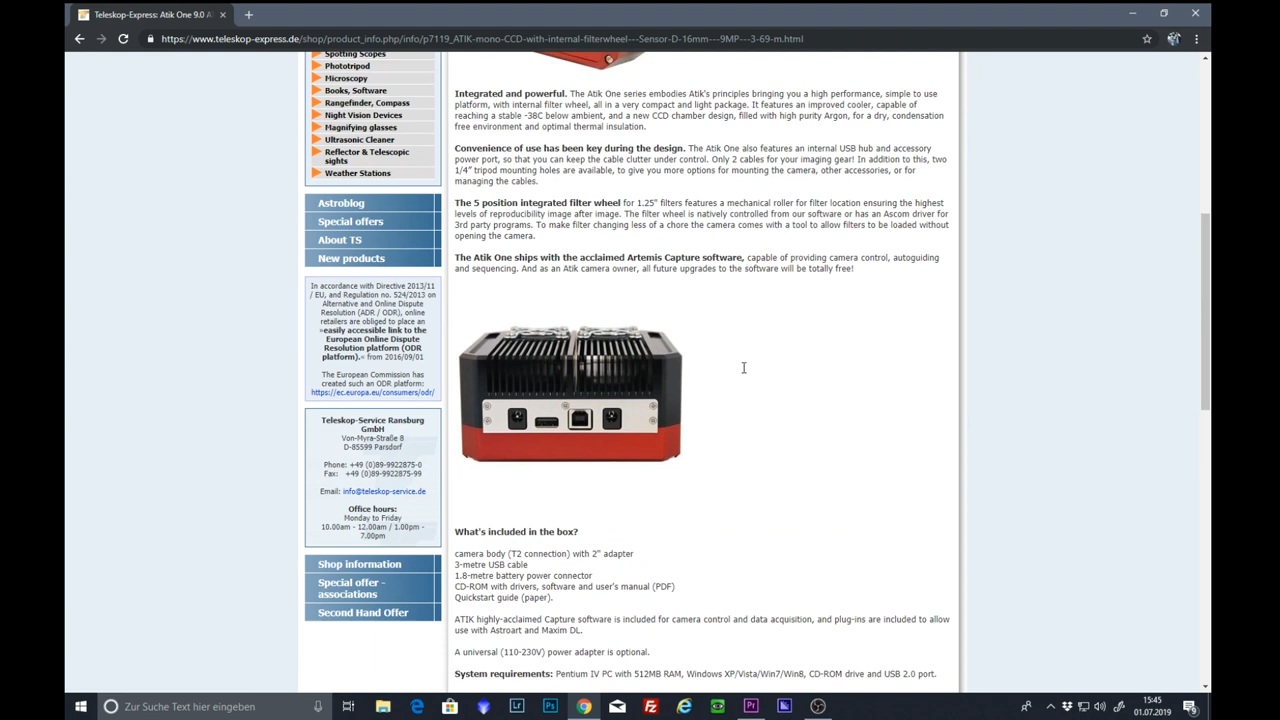 Teleskop-Express: Atik One 9.0 A
https://www.teleskop-express.de/shop/product_info.php/info/p7119_ATIK-mono-CCD-with-internal-filterwheel---Sensor-D-16mm---9MP---3-69-m.html
Spotting Scopes
Phototripod
Microscopy
Books, Software
Rangefinder, Compass
Night Vision Devices
Magnifying glasses
Ultrasonic Cleaner
Reflector & Telescopic
sights
Weather Stations
Astroblog
Special offers
About TS
New products
In accordance with Directive 2013/11
/ EU, and Regulation no. 524/2013 on
Alternative and Online Dispute
Resolution (ADR / ODR), online
retailers are obliged to place an
»easily accessible link to the
European Online Dispute
Resolution platform (ODR
platform).« from 2016/09/01
The European Commission has
created such an ODR platform:
https://ec.europa.eu/consumers/odr/
Teleskop-Service Ransburg
GmbH
Von-Myra-Straße 8
D-85599 Parsdorf
Phone: +49 (0)89-9922875-0
Fax: +49 (0)89-9922875-99
Email: info@teleskop-service.de
Office hours:
Monday to Friday
10.00am - 12.00am / 1.00pm -
7.00pm
Shop information
Special offer -
associations
Second Hand Offer
Integrated and powerful. The Atik One series embodies Atik's principles bringing you a high performance, simple to use
platform, with internal filter wheel, all in a very compact and light package. It features an improved cooler, capable of
reaching a stable -38C below ambient, and a new CCD chamber design, filled with high purity Argon, for a dry, condensation
free environment and optimal thermal insulation.
Convenience of use has been key during the design. The Atik One also features an internal USB hub and accessory
power port, so that you can keep the cable clutter under control. Only 2 cables for your imaging gear! In addition to this, two
1/4" tripod mounting holes are available, to give you more options for mounting the camera, other accessories, or for
managing the cables.
The 5 position integrated filter wheel for 1.25" filters features a mechanical roller for filter location ensuring the highest
levels of reproducibility image after image. The filter wheel is natively controlled from our software or has an Ascom driver for
3rd party programs. To make filter changing less of a chore the camera comes with a tool to allow filters to be loaded without
opening the camera.
The Atik One ships with the acclaimed Artemis Capture software, capable of providing camera control, autoguiding
and sequencing. And as an Atik camera owner, all future upgrades to the software will be totally free!
What's included in the box?
camera body (T2 connection) with 2" adapter
3-metre USB cable
1.8-metre battery power connector
CD-ROM with drivers, software and user's manual (PDF)
Quickstart guide (paper).
ATIK highly-acclaimed Capture software is included for camera control and data acquisition, and plug-ins are included to allow
use with Astroart and Maxim DL.
A universal (110-230V) power adapter is optional.
System requirements: Pentium IV PC with 512MB RAM, Windows XP/Vista/Win7/Win8, CD-ROM drive and USB 2.0 port.
Zur Suche Text hier eingeben
Lr
Ps
Pr
15:45
01.07.2019